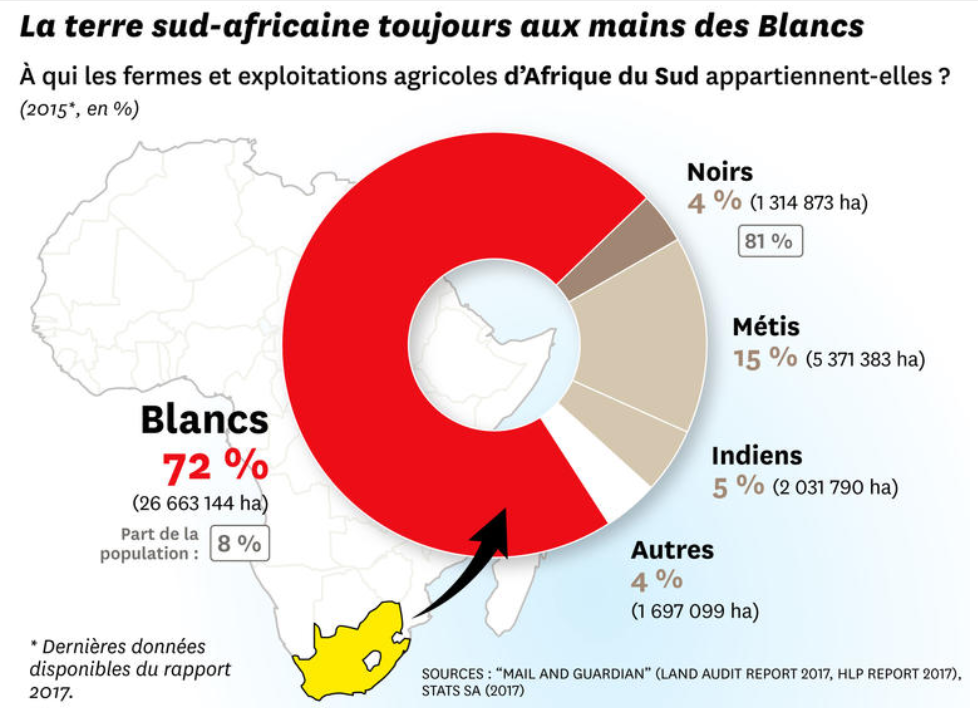 La terre sud-africaine toujours aux mains des Blancs
À qui les fermes et exploitations agricoles d'Afrique du Sud appartiennent-elles ?
(2015*, en %)
Noirs
4 % (1 314 873 ha)
81 %
Métis
15 % (5 371 383 ha)
Blancs
72 %
(26 663 144 ha)
Part de la
population : 8 %
Indiens
5 % (2 031 790 ha)
Autres
4 %
(1 697 099 ha)
* Dernières données
disponibles du rapport
2017.
SOURCES : “MAIL AND GUARDIAN” (LAND AUDIT REPORT 2017, HLP REPORT 2017),
STATS SA (2017)